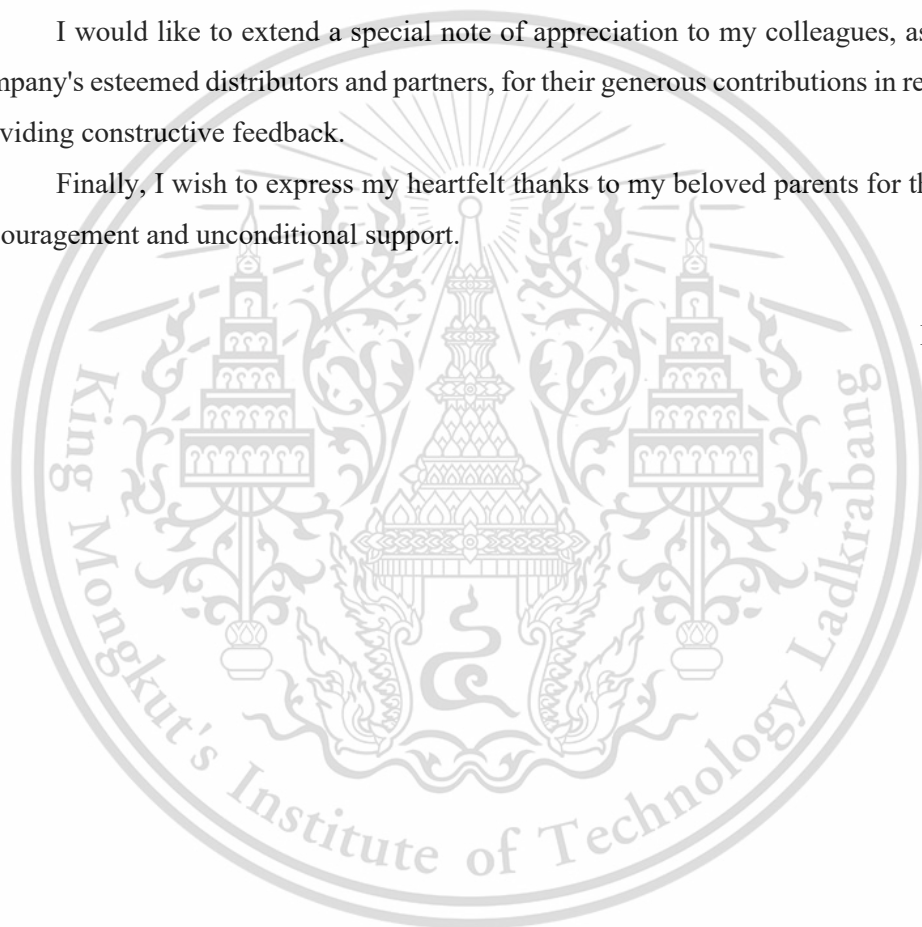 I would like to extend a special note of appreciation to my colleagues, as
mpany's esteemed distributors and partners, for their generous contributions in re
viding constructive feedback.
Finally, I wish to express my heartfelt thanks to my beloved parents for th
ouragement and unconditional support.
King Mongkut's Institute of Technology Ladkrabang